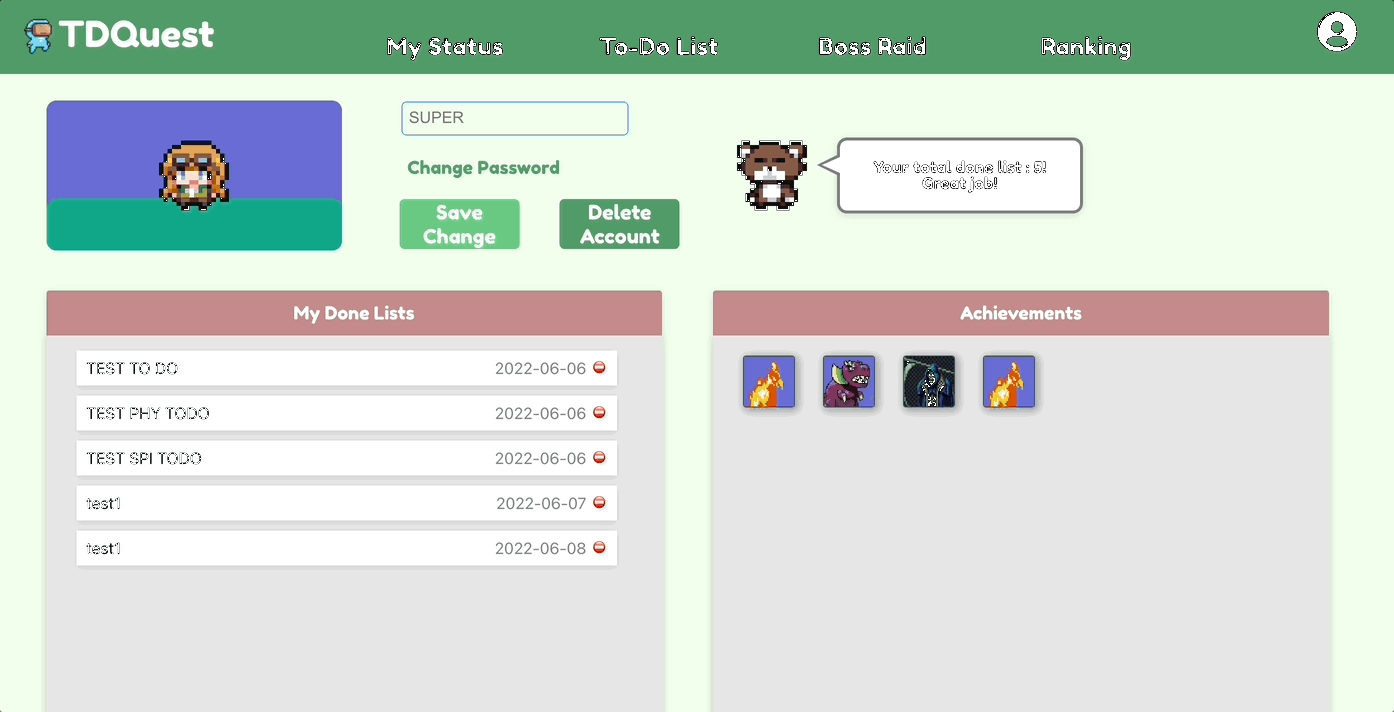 TDQuest
My Status
To-Do List
Boss Raid
Ranking
SUPER
Change Password
Save
Change
Delete
Account
Your total done list : 5!
Great job!
My Done Lists
TEST TO DO 2022-06-06
TEST PHY TODO 2022-06-06
TEST SPI TODO 2022-06-06
test1 2022-06-07
test1 2022-06-08
Achievements